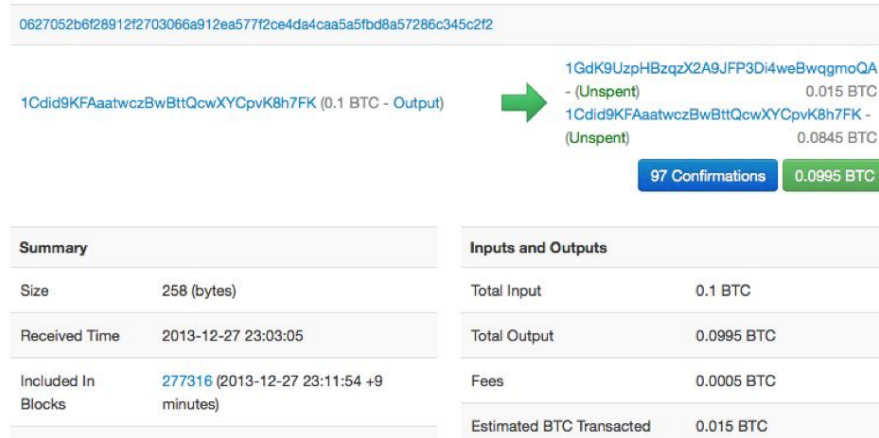 0627052b6f28912f2703066a912ea577f2ce4da4caa5a5fbd8a57286c345c2f2
1Cdid9KFAaatwczBwBttQcwXYCpvK8h7FK (0.1 BTC - Output)
1GdK9UzpHBzqzX2A9JFP3Di4weBwqgmoQA
- (Unspent) 0.015 BTC
1Cdid9KFAaatwczBwBttQcwXYCpvK8h7FK -
(Unspent) 0.0845 BTC
97 Confirmations 0.0995 BTC
Summary
Size 258 (bytes)
Received Time 2013-12-27 23:03:05
Included In 277316 (2013-12-27 23:11:54 +9
Blocks minutes)
Inputs and Outputs
Total Input 0.1 BTC
Total Output 0.0995 BTC
Fees 0.0005 BTC
Estimated BTC Transacted 0.015 BTC